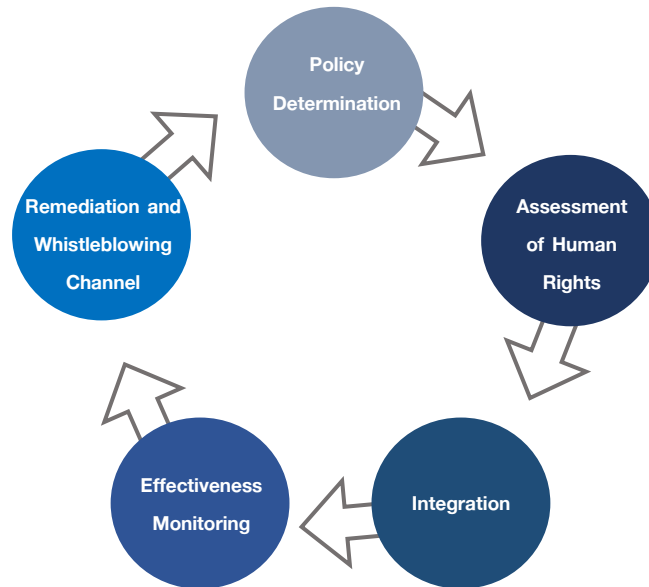 Policy
Determination
Assessment
of Human
Rights
Integration
Effectiveness
Monitoring
Remediation and
Whistleblowing
Channel